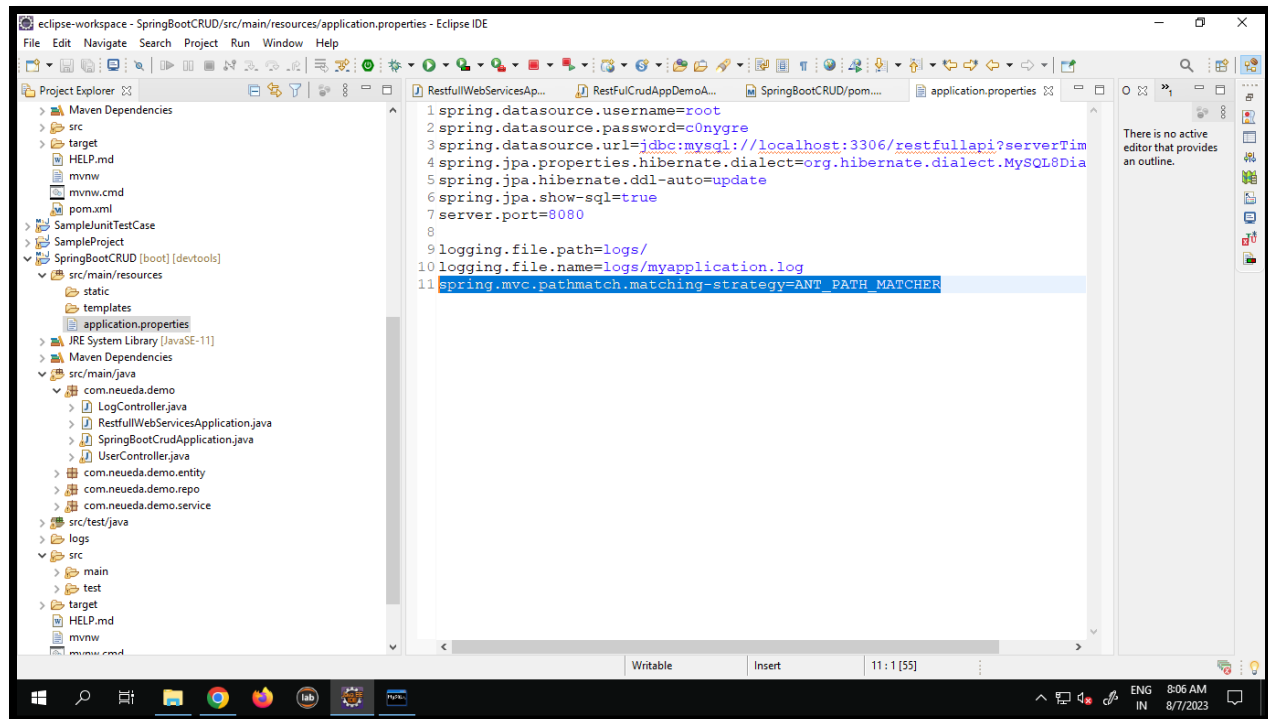 eclipse-workspace - SpringBootCRUD/src/main/resources/application.properties - Eclipse IDE
File Edit Navigate Search Project Run Window Help
Project Explorer
RestfullWebServicesAp...
RestFulCrudAppDemoA...
SpringBootCRUD/pom....
application.properties
O
»1
Maven Dependencies
src
target
HELP.md
mvnw
mvnw.cmd
pom.xml
SampleJunitTestCase
SampleProject
SpringBootCRUD [boot] [devtools]
src/main/resources
static
templates
application.properties
JRE System Library [JavaSE-11]
Maven Dependencies
src/main/java
com.neueda.demo
LogController.java
RestfullWebServicesApplication.java
SpringBootCrudApplication.java
UserController.java
com.neueda.demo.entity
com.neueda.demo.repo
com.neueda.demo.service
src/test/java
logs
src
main
test
target
HELP.md
mvnw
mvnw.cmd
1 spring.datasource.username=root
2 spring.datasource.password=c0nygre
3 spring.datasource.url=jdbc:mysql://localhost:3306/restfullapi?serverTim
4 spring.jpa.properties.hibernate.dialect=org.hibernate.dialect.MySQL8Dia
5 spring.jpa.hibernate.ddl-auto=update
6 spring.jpa.show-sql=true
7 server.port=8080
8
9 logging.file.path=logs/
10 logging.file.name=logs/myapplication.log
11 spring.mvc.pathmatch.matching-strategy=ANT_PATH_MATCHER
There is no active
editor that provides
an outline.
Writable
Insert
11 : 1 [55]
lab
ENG
IN
8:06 AM
8/7/2023